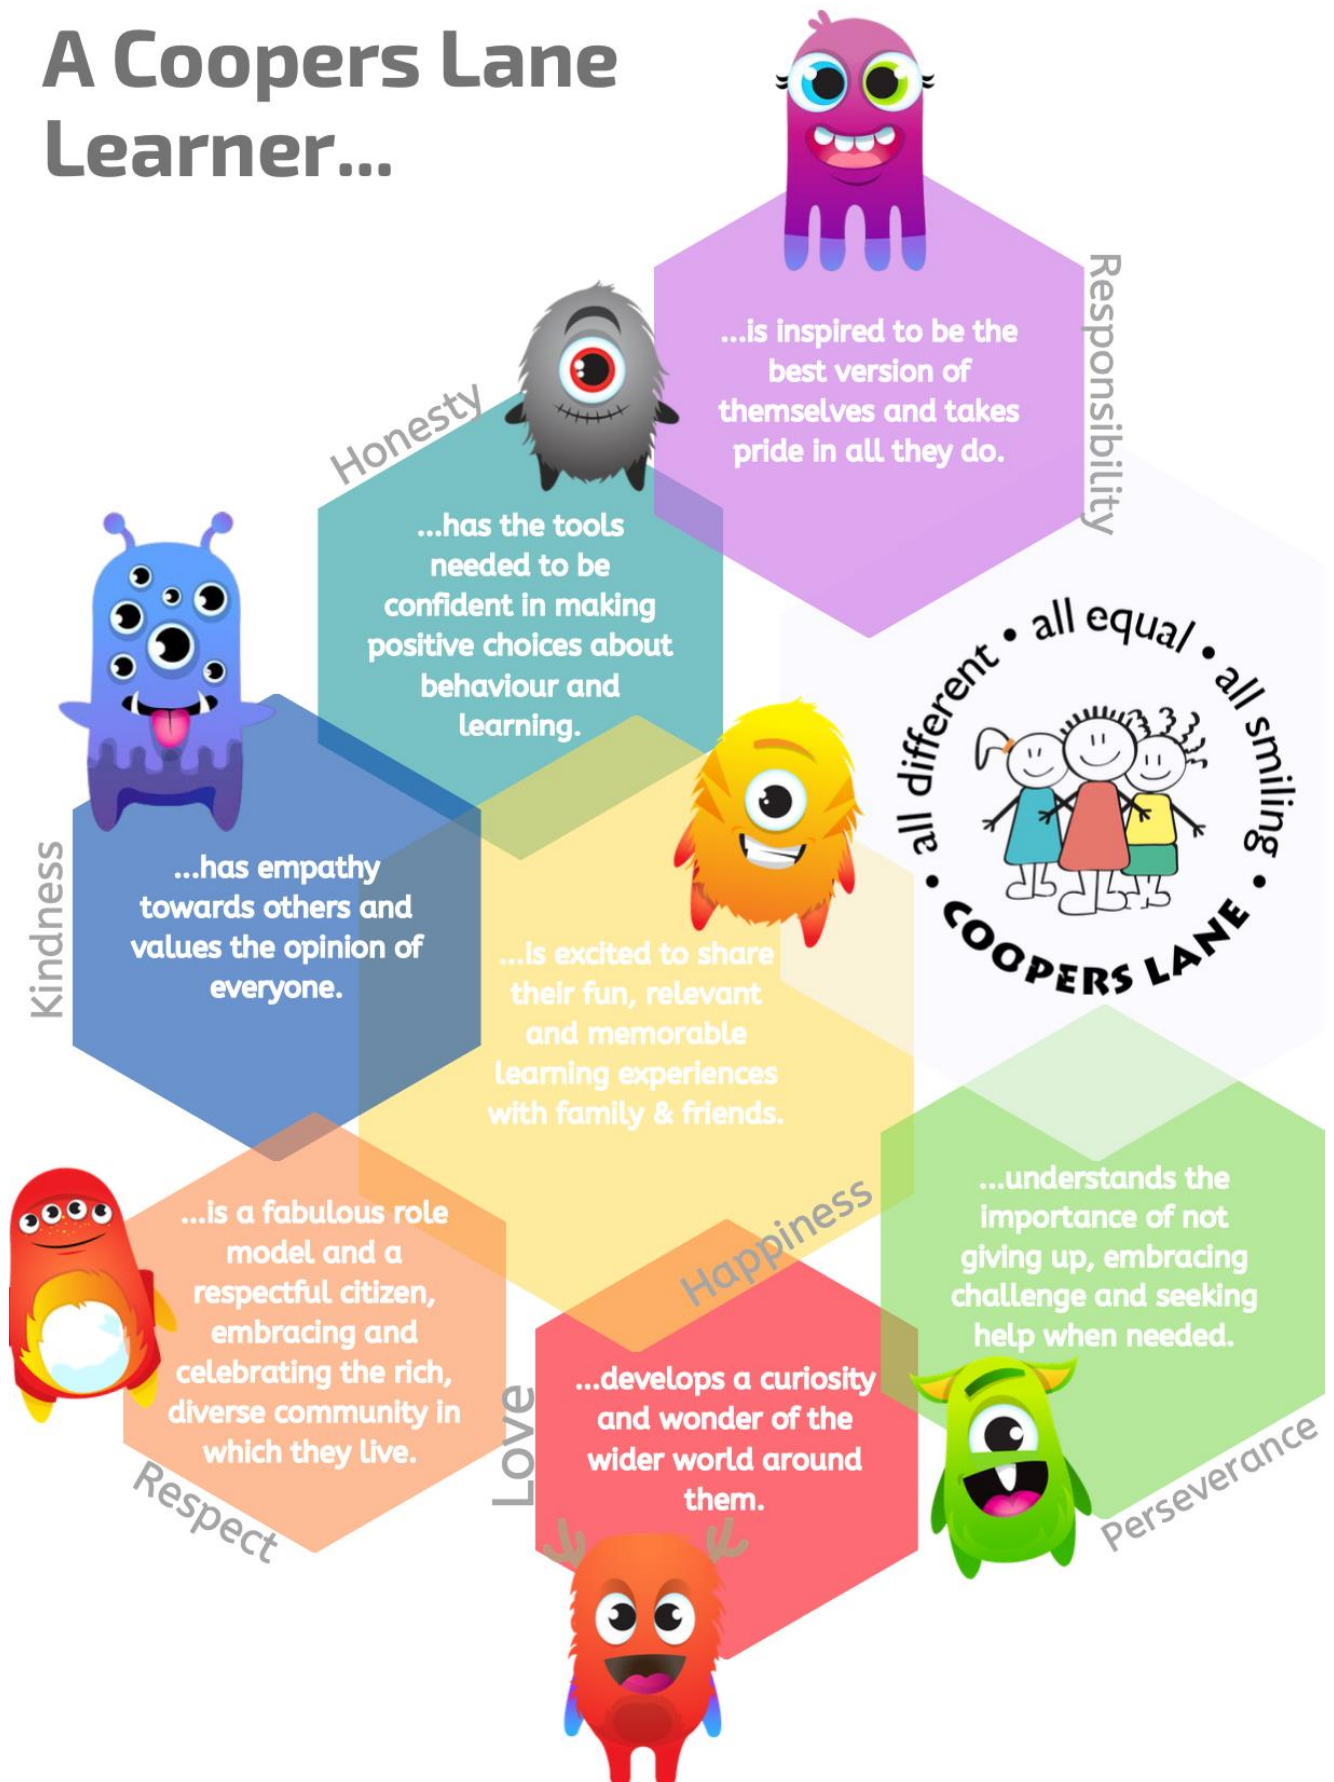 A Coopers Lane
Learner...
Responsibility
...is inspired to be the
best version of
themselves and takes
pride in all they do.
Honesty
...has the tools
needed to be
confident in making
positive choices about
behaviour and
learning.
all different • all equal • all smiling •
COOPERS LANE •
Kindness
...has empathy
towards others and
values the opinion of
everyone.
...is excited to share
their fun, relevant
and memorable
learning experiences
with family & friends.
Happiness
...understands the
importance of not
giving up, embracing
challenge and seeking
help when needed.
Perseverance
...is a fabulous role
model and a
respectful citizen,
embracing and
celebrating the rich,
diverse community in
which they live.
Respect
Love
...develops a curiosity
and wonder of the
wider world around
them.